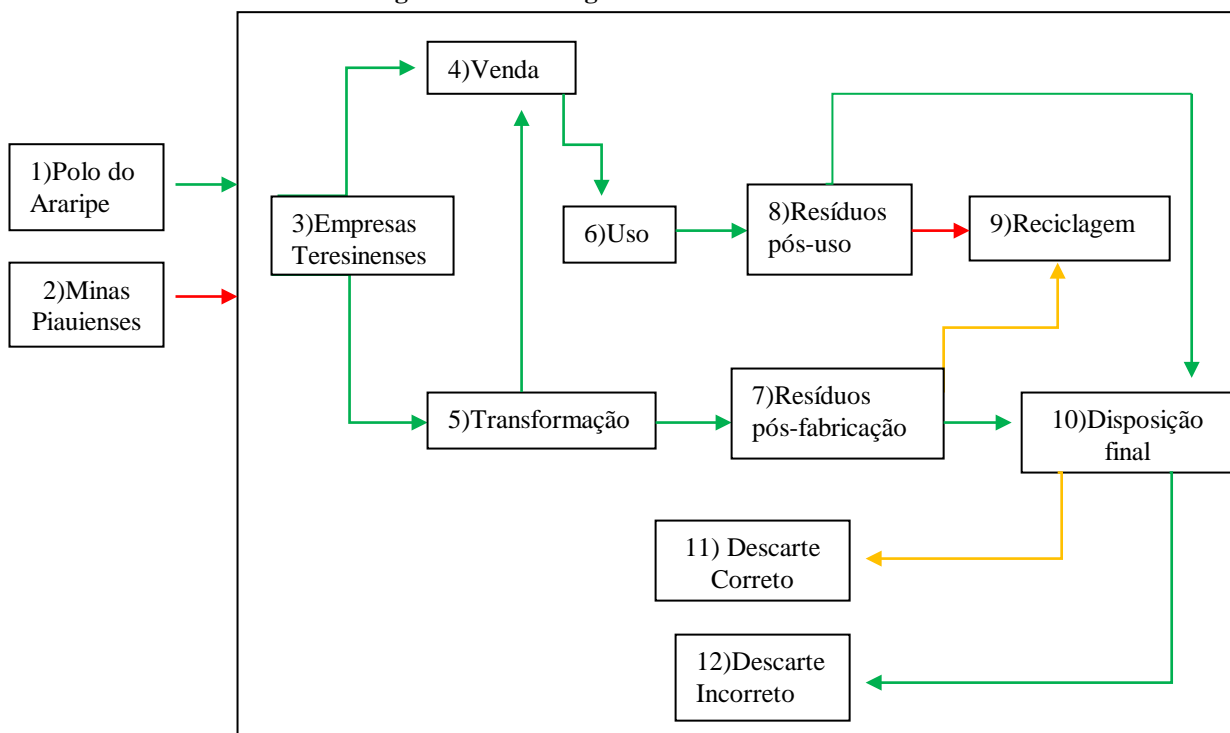 4)Venda
1)Polo do
Araripe
3)Empresas
Teresinenses
2)Minas
Piauienses
6)Uso
8)Resíduos
pós-uso
9)Reciclagem
5)Transformação
7)Resíduos
pós-fabricação
10)Disposição
final
11) Descarte
Correto
12)Descarte
Incorreto